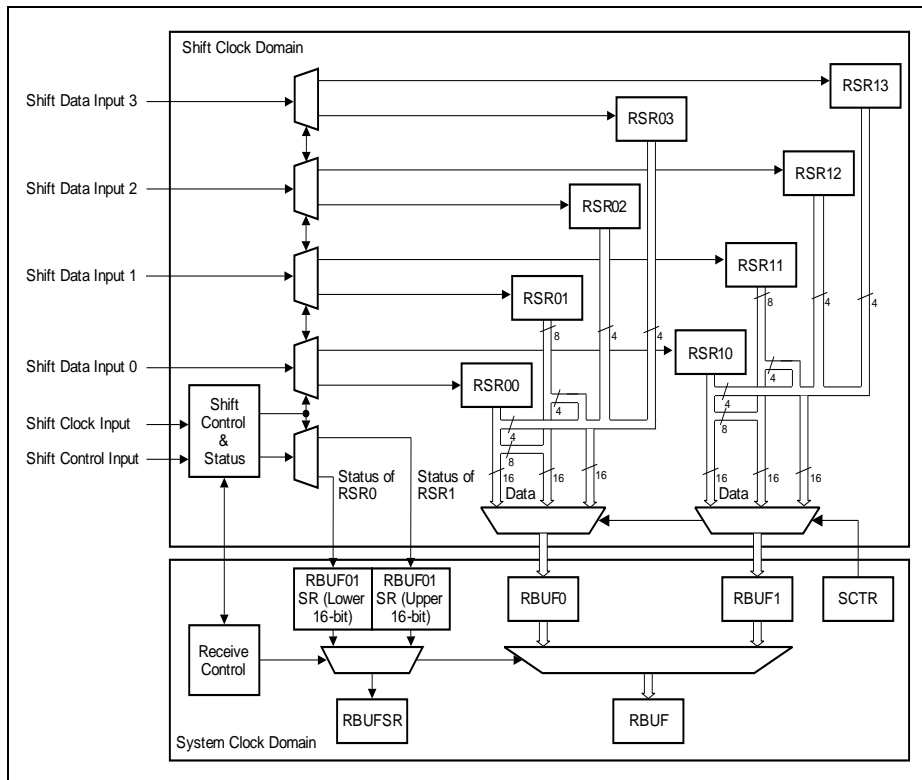 Shift Clock Domain
RSR13
Shift Data Input 3
RSR03
RSR12
Shift Data Input 2
RSR02
RSR11
Shift Data Input 1
RSR01
8
4
4
8
4
4
RSR10
Shift Data Input 0
RSR00
4
4
Shift
Control
&
Status
Shift Clock Input
Shift Control Input
4
8
4
8
Status of
RSR0
Status of
RSR1
16
16
16
16
16
16
Data
Data
RBUF01
SR (Lower
16-bit)
RBUF01
SR (Upper
16-bit)
RBUF0
RBUF1
SCTR
Receive
Control
RBUFSR
RBUF
System Clock Domain